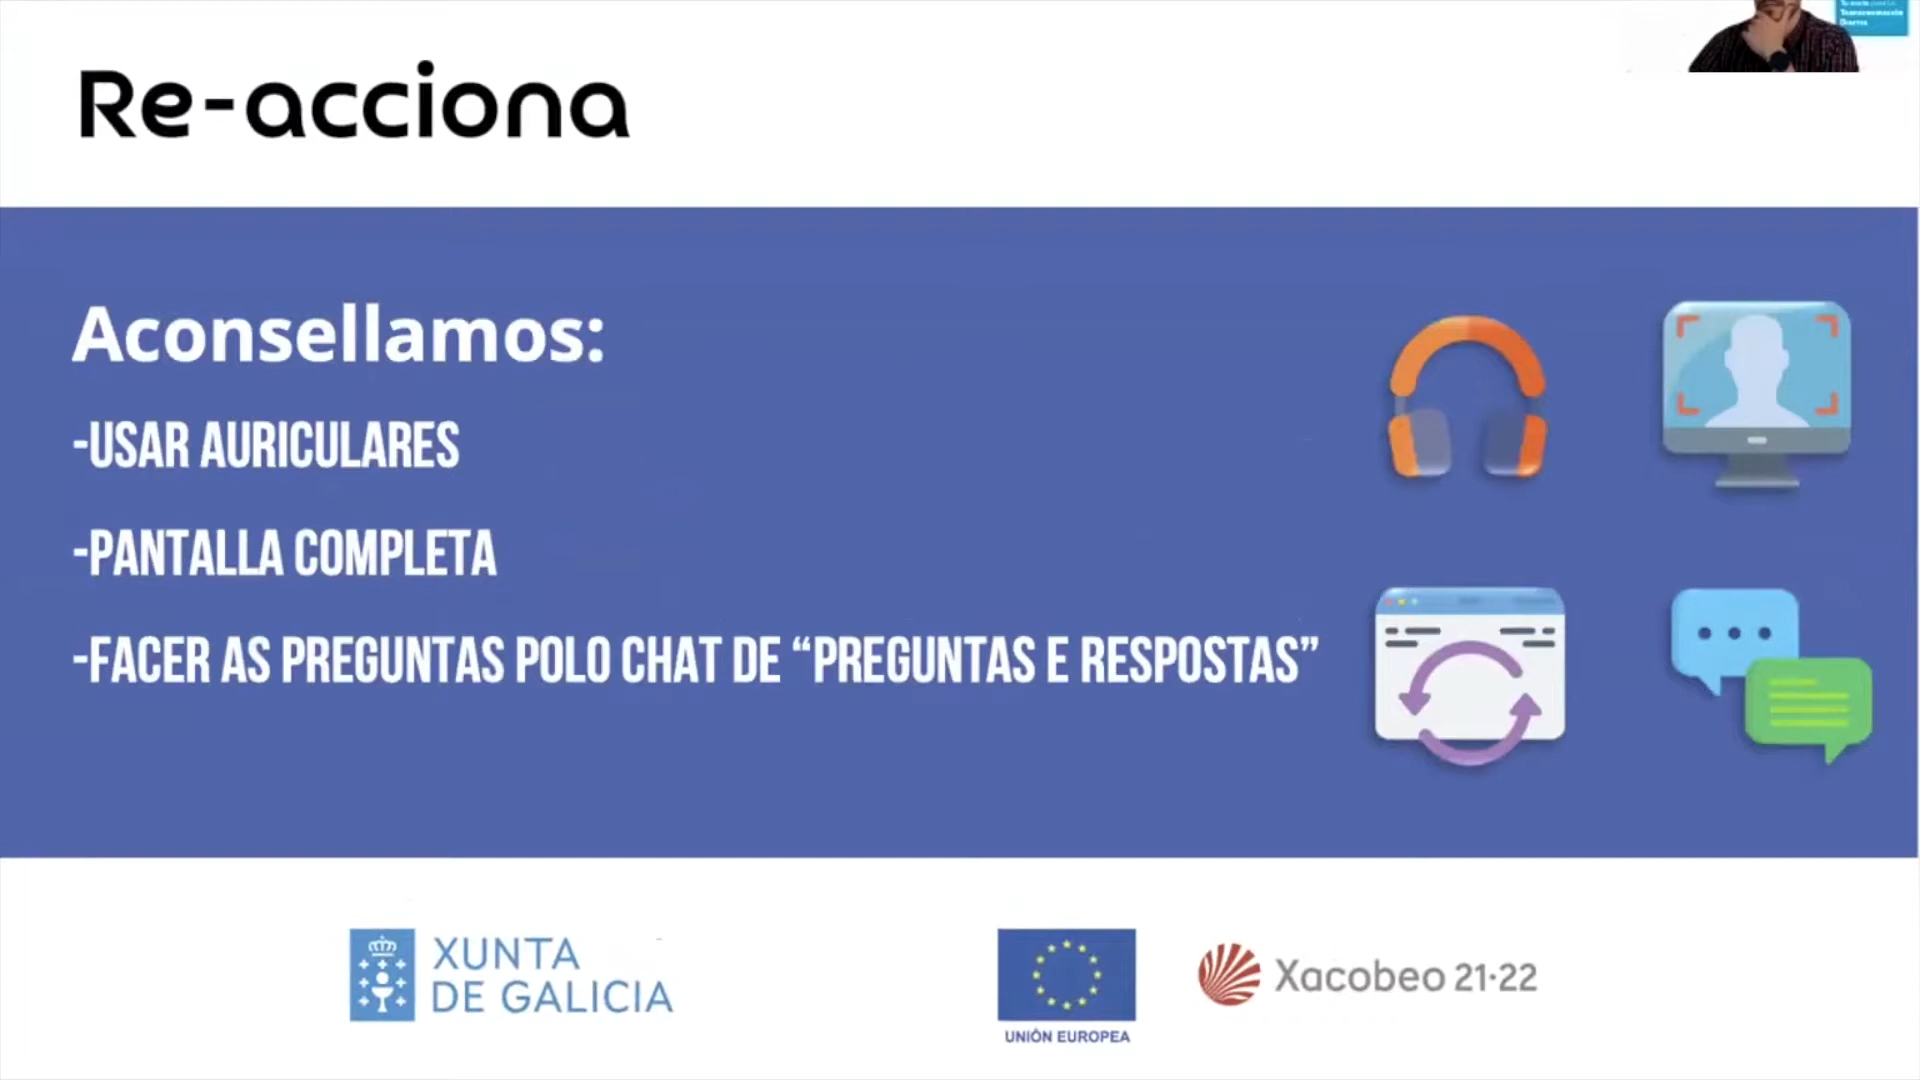 Re-acciona
Transformación
Aconsellamos:
-USAR AURICULARES
-PANTALLA COMPLETA
-FACER AS PREGUNTAS POLO CHAT DE “PREGUNTAS E RESPOSTAS”
XUNTA
DE GALICIA
UNIÓN EUROPEA
Xacobeo 21·22